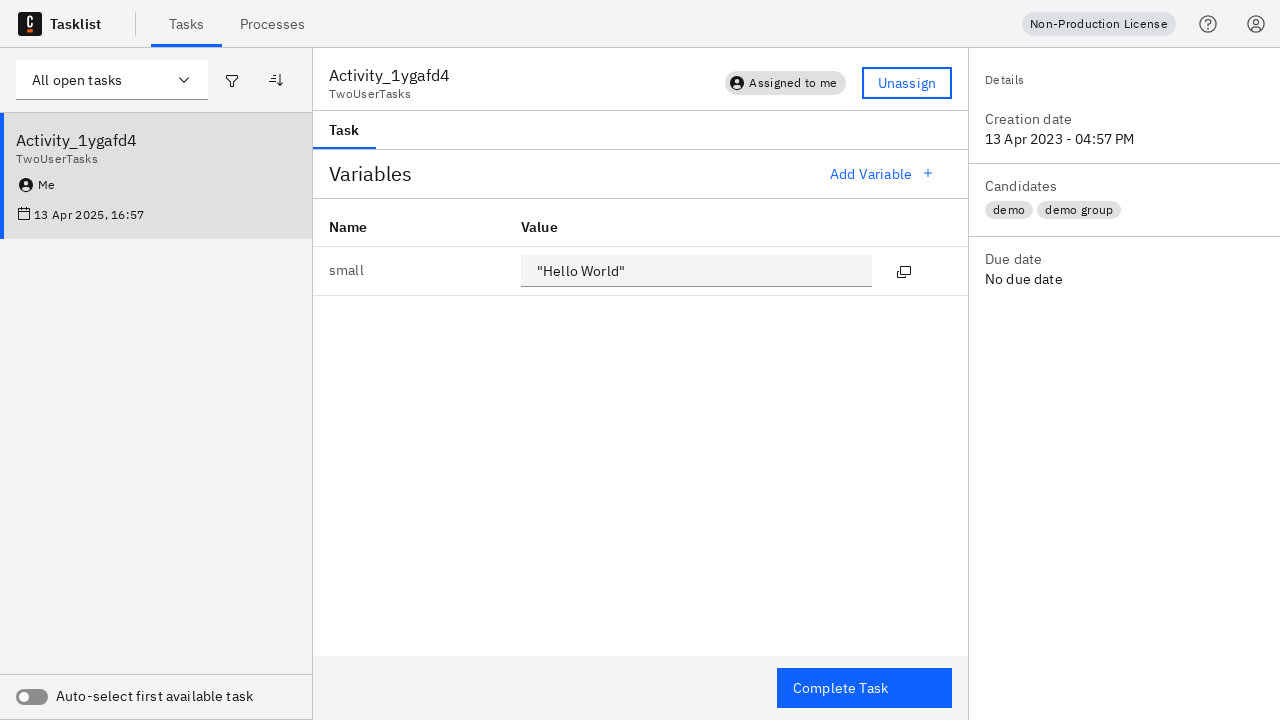 Tasklist
Tasks
Processes
Non-Production License
All open tasks
Activity_1ygafd4
TwoUserTasks
Me
13 Apr 2025, 16:57
Auto-select first available task
Activity_1ygafd4
TwoUserTasks
Assigned to me
Unassign
Task
Variables
Add Variable
Name
Value
small
"Hello World"
Complete Task
Details
Creation date
13 Apr 2023 - 04:57 PM
Candidates
demo
demo group
Due date
No due date